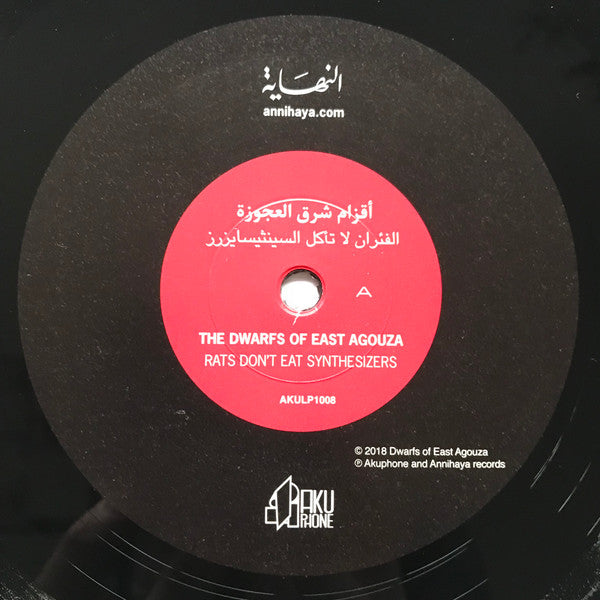 النهاية
annihaya.com
أقزام شرق العجوزة
الفئران لا تأكل السينثيسايزرز
A
THE DWARFS OF EAST AGOUZA
RATS DON'T EAT SYNTHESIZERS
AKULP1008
© 2018 Dwarfs of East Agouza
℗ Akuphone and Annihaya records
AKU
PHONE